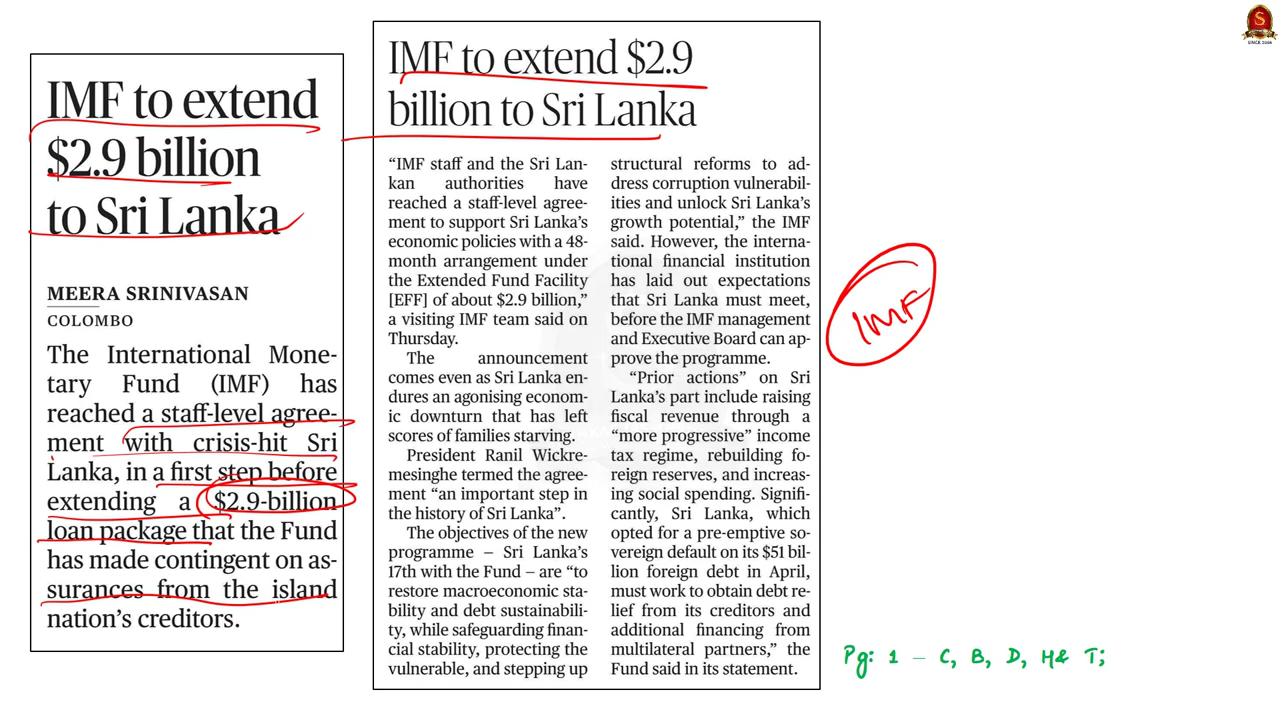 IMF to extend
$2.9 billion
to Sri Lanka
MEERA SRINIVASAN
COLOMBO
The International Mone-
tary Fund (IMF) has
reached a staff-level agree-
ment with crisis-hit Sri
Lanka, in a first step before
extending a $2.9-billion
loan package that the Fund
has made contingent on as-
surances from the island
nation's creditors.
IMF to extend $2.9
billion to Sri Lanka
“IMF staff and the Sri Lan-
kan authorities have
reached a staff-level agree-
ment to support Sri Lanka's
economic policies with a 48-
month arrangement under
the Extended Fund Facility
[EFF] of about $2.9 billion,”
a visiting IMF team said on
Thursday.
The announcement
comes even as Sri Lanka en-
dures an agonising econom-
ic downturn that has left
scores of families starving.
President Ranil Wickre-
mesinghe termed the agree-
ment “an important step in
the history of Sri Lanka”.
The objectives of the new
programme – Sri Lanka's
17th with the Fund – are “to
restore macroeconomic sta-
bility and debt sustainabili-
ty, while safeguarding finan-
cial stability, protecting the
vulnerable, and stepping up
structural reforms to ad-
dress corruption vulnerabil-
ities and unlock Sri Lanka's
growth potential,” the IMF
said. However, the interna-
tional financial institution
has laid out expectations
that Sri Lanka must meet,
before the IMF management
and Executive Board can ap-
prove the programme.
“Prior actions” on Sri
Lanka's part include raising
fiscal revenue through a
“more progressive” income
tax regime, rebuilding fo-
reign reserves, and increas-
ing social spending. Signifi-
cantly, Sri Lanka, which
opted for a pre-emptive so-
vereign default on its $51 bil-
lion foreign debt in April,
must work to obtain debt re-
lief from its creditors and
additional financing from
multilateral partners,” the
Fund said in its statement.
IMF
Pg: 1 – C, B, D, H& T;
S
SINCE 2004